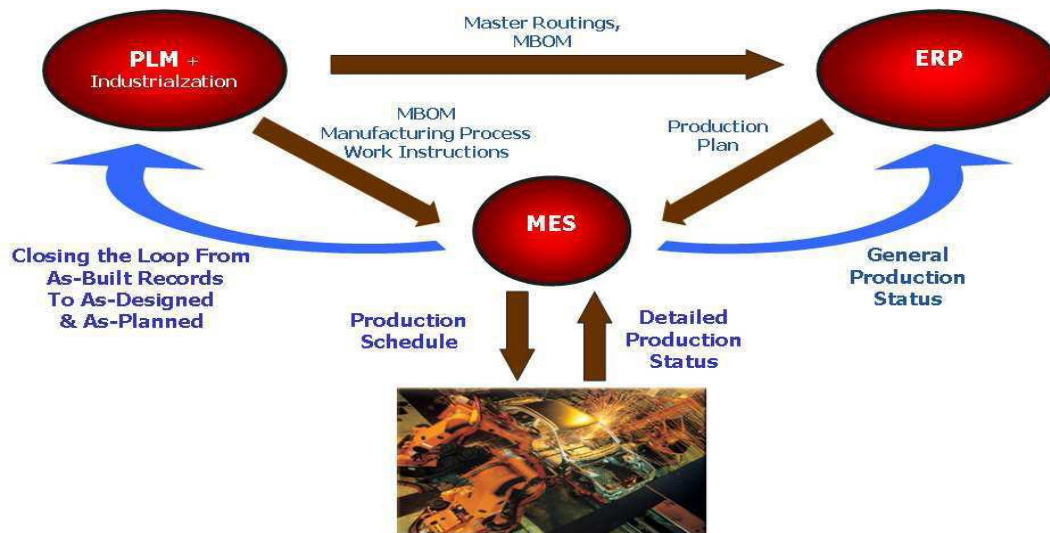 Master Routings,
MBOM
PLM +
Industrialzation
ERP
MBOM
Manufacturing Process
Work Instructions
Production
Plan
MES
Closing the Loop From
As-Built Records
To As-Designed
& As-Planned
General
Production
Status
Production
Schedule
Detailed
Production
Status